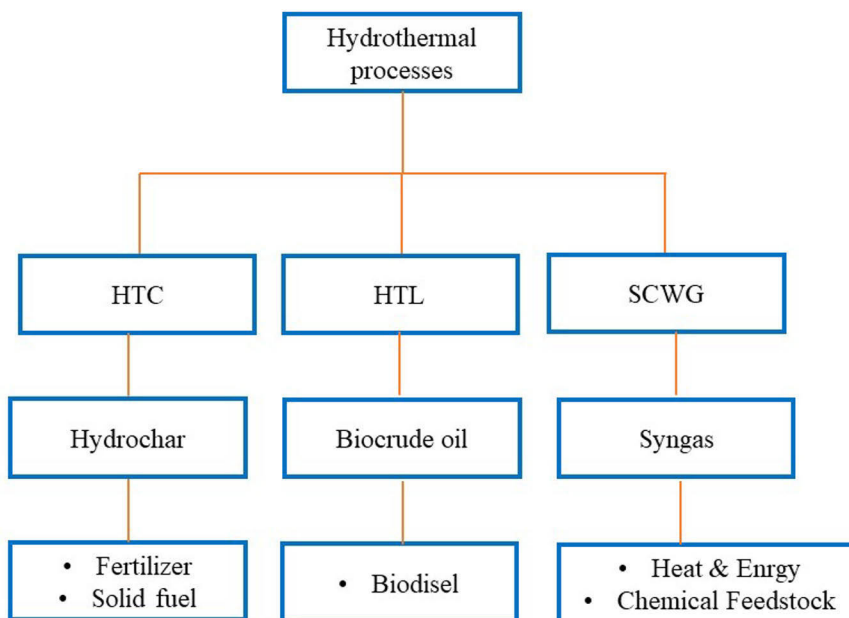 Hydrothermal
processes
HTC
HTL
SCWG
Hydrochar
Biocrude oil
Syngas
• Fertilizer
• Solid fuel
• Biodisel
• Heat & Enrgy
• Chemical Feedstock